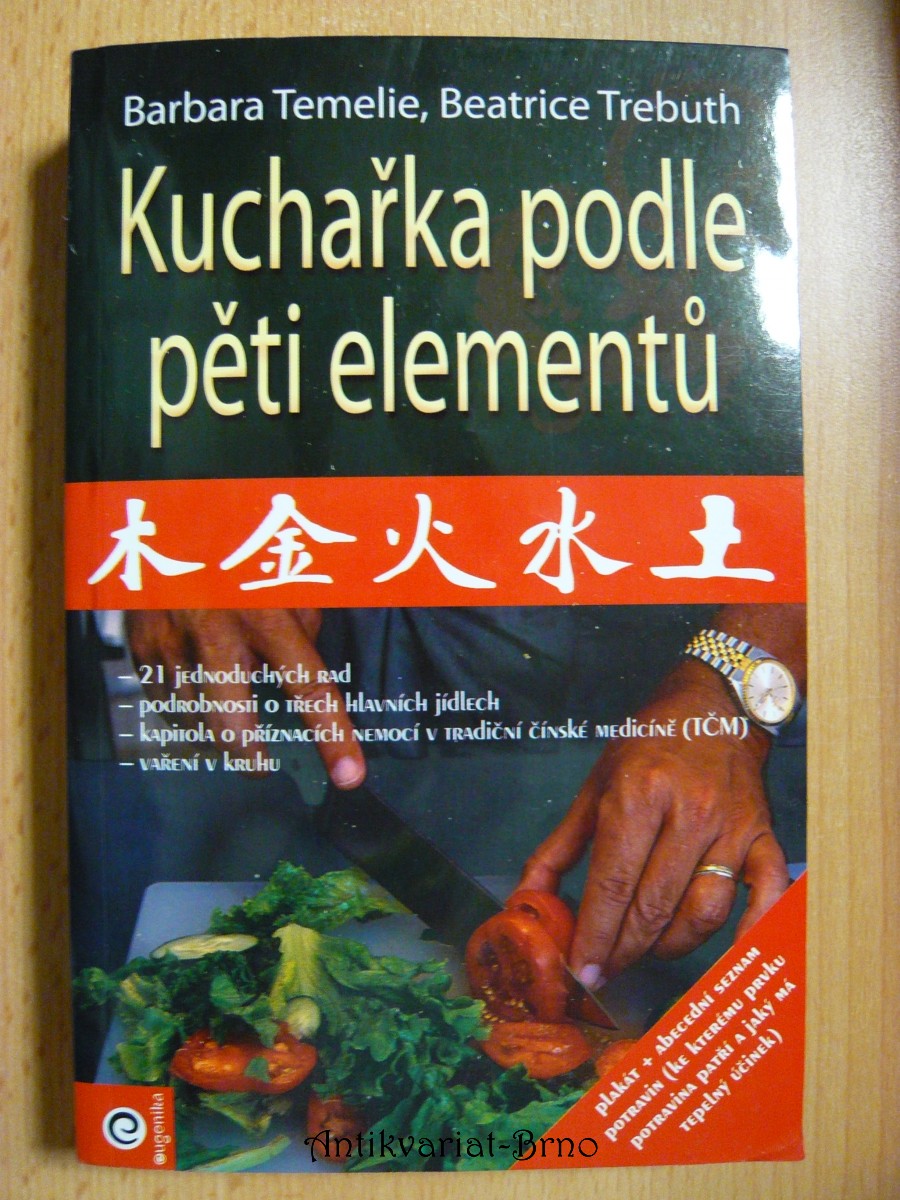 Barbara Temelie, Beatrice Trebuth
Kuchařka podle
pěti elementů
木金火水土
– 21 jednoduchých rad
– podrobnosti o třech hlavních jídlech
– kapitola o příznacích nemocí v tradiční čínské medicíně (TČM)
– vaření v kruhu
plakát + abecední seznam
potravin (ke kterému prvku
potravina patří a jaký má
tepelný účinek)
eugenika
Antikvariat-Brno